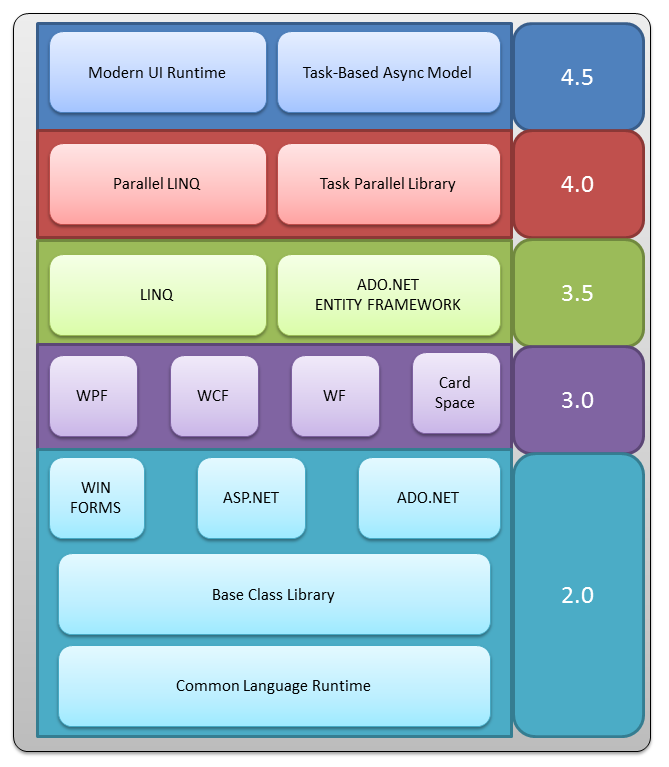 Modern UI Runtime
Task-Based Async Model
4.5
Parallel LINQ
Task Parallel Library
4.0
LINQ
ADO.NET
ENTITY FRAMEWORK
3.5
WPF
WCF
WF
Card
Space
3.0
WIN
FORMS
ASP.NET
ADO.NET
Base Class Library
2.0
Common Language Runtime